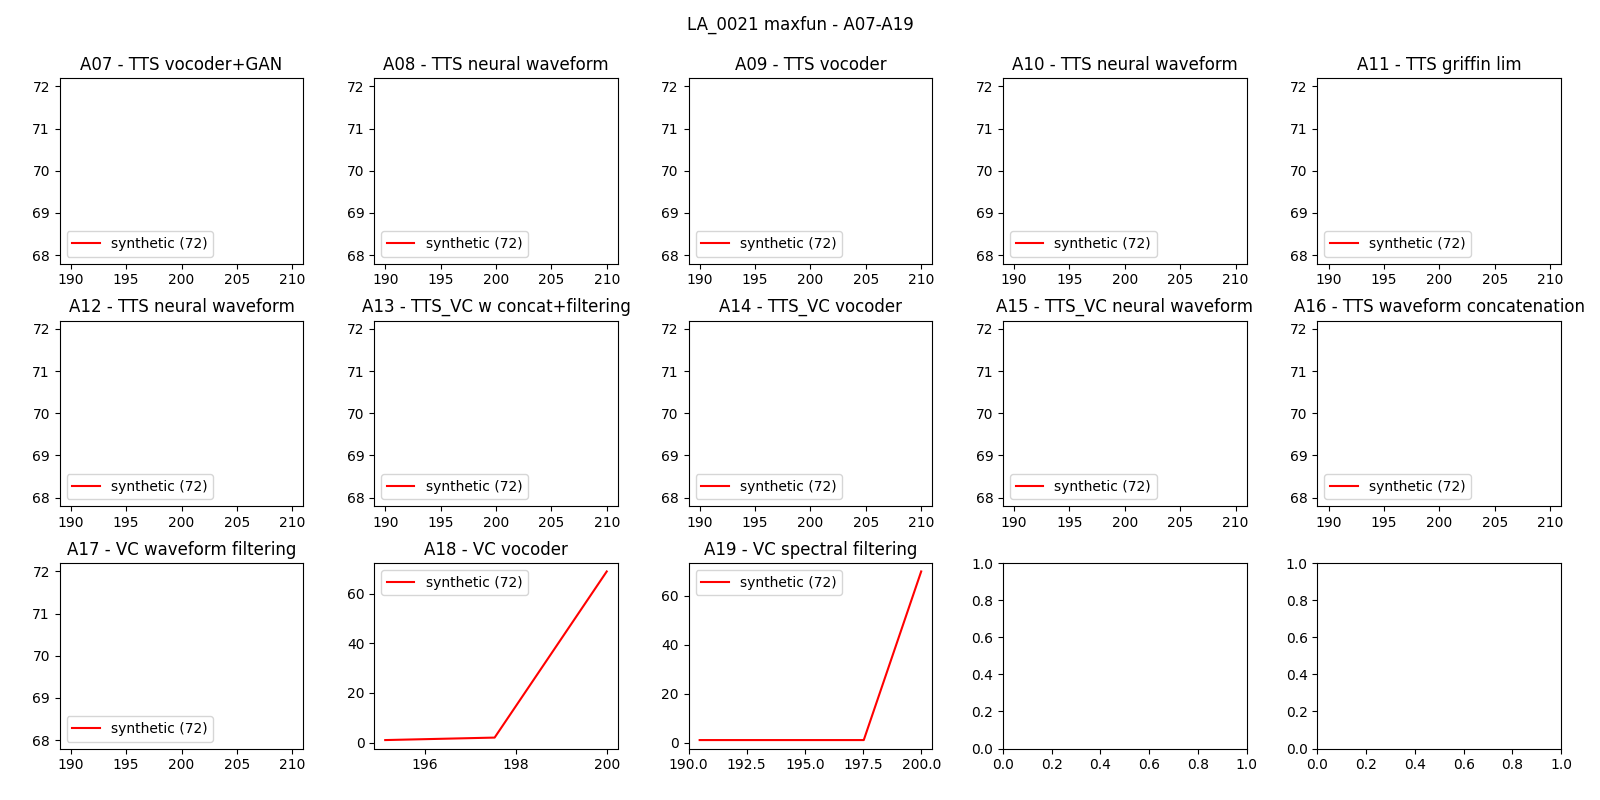 LA_0021 maxfun - A07-A19
A07 - TTS vocoder+GAN
72
71
70
69
68
synthetic (72)
190 195 200 205 210
A08 - TTS neural waveform
72
71
70
69
68
synthetic (72)
190 195 200 205 210
A09 - TTS vocoder
72
71
70
69
68
synthetic (72)
190 195 200 205 210
A10 - TTS neural waveform
72
71
70
69
68
synthetic (72)
190 195 200 205 210
A11 - TTS griffin lim
72
71
70
69
68
synthetic (72)
190 195 200 205 210
A12 - TTS neural waveform
72
71
70
69
68
synthetic (72)
190 195 200 205 210
A13 - TTS_VC w concat+filtering
72
71
70
69
68
synthetic (72)
190 195 200 205 210
A14 - TTS_VC vocoder
72
71
70
69
68
synthetic (72)
190 195 200 205 210
A15 - TTS_VC neural waveform
72
71
70
69
68
synthetic (72)
190 195 200 205 210
A16 - TTS waveform concatenation
72
71
70
69
68
synthetic (72)
190 195 200 205 210
A17 - VC waveform filtering
72
71
70
69
68
synthetic (72)
190 195 200 205 210
A18 - VC vocoder
synthetic (72)
60
40
20
0
196 198 200
A19 - VC spectral filtering
synthetic (72)
60
40
20
0
190.0 192.5 195.0 197.5 200.0
1.0
0.8
0.6
0.4
0.2
0.0
0.0 0.2 0.4 0.6 0.8 1.0
1.0
0.8
0.6
0.4
0.2
0.0
0.0 0.2 0.4 0.6 0.8 1.0